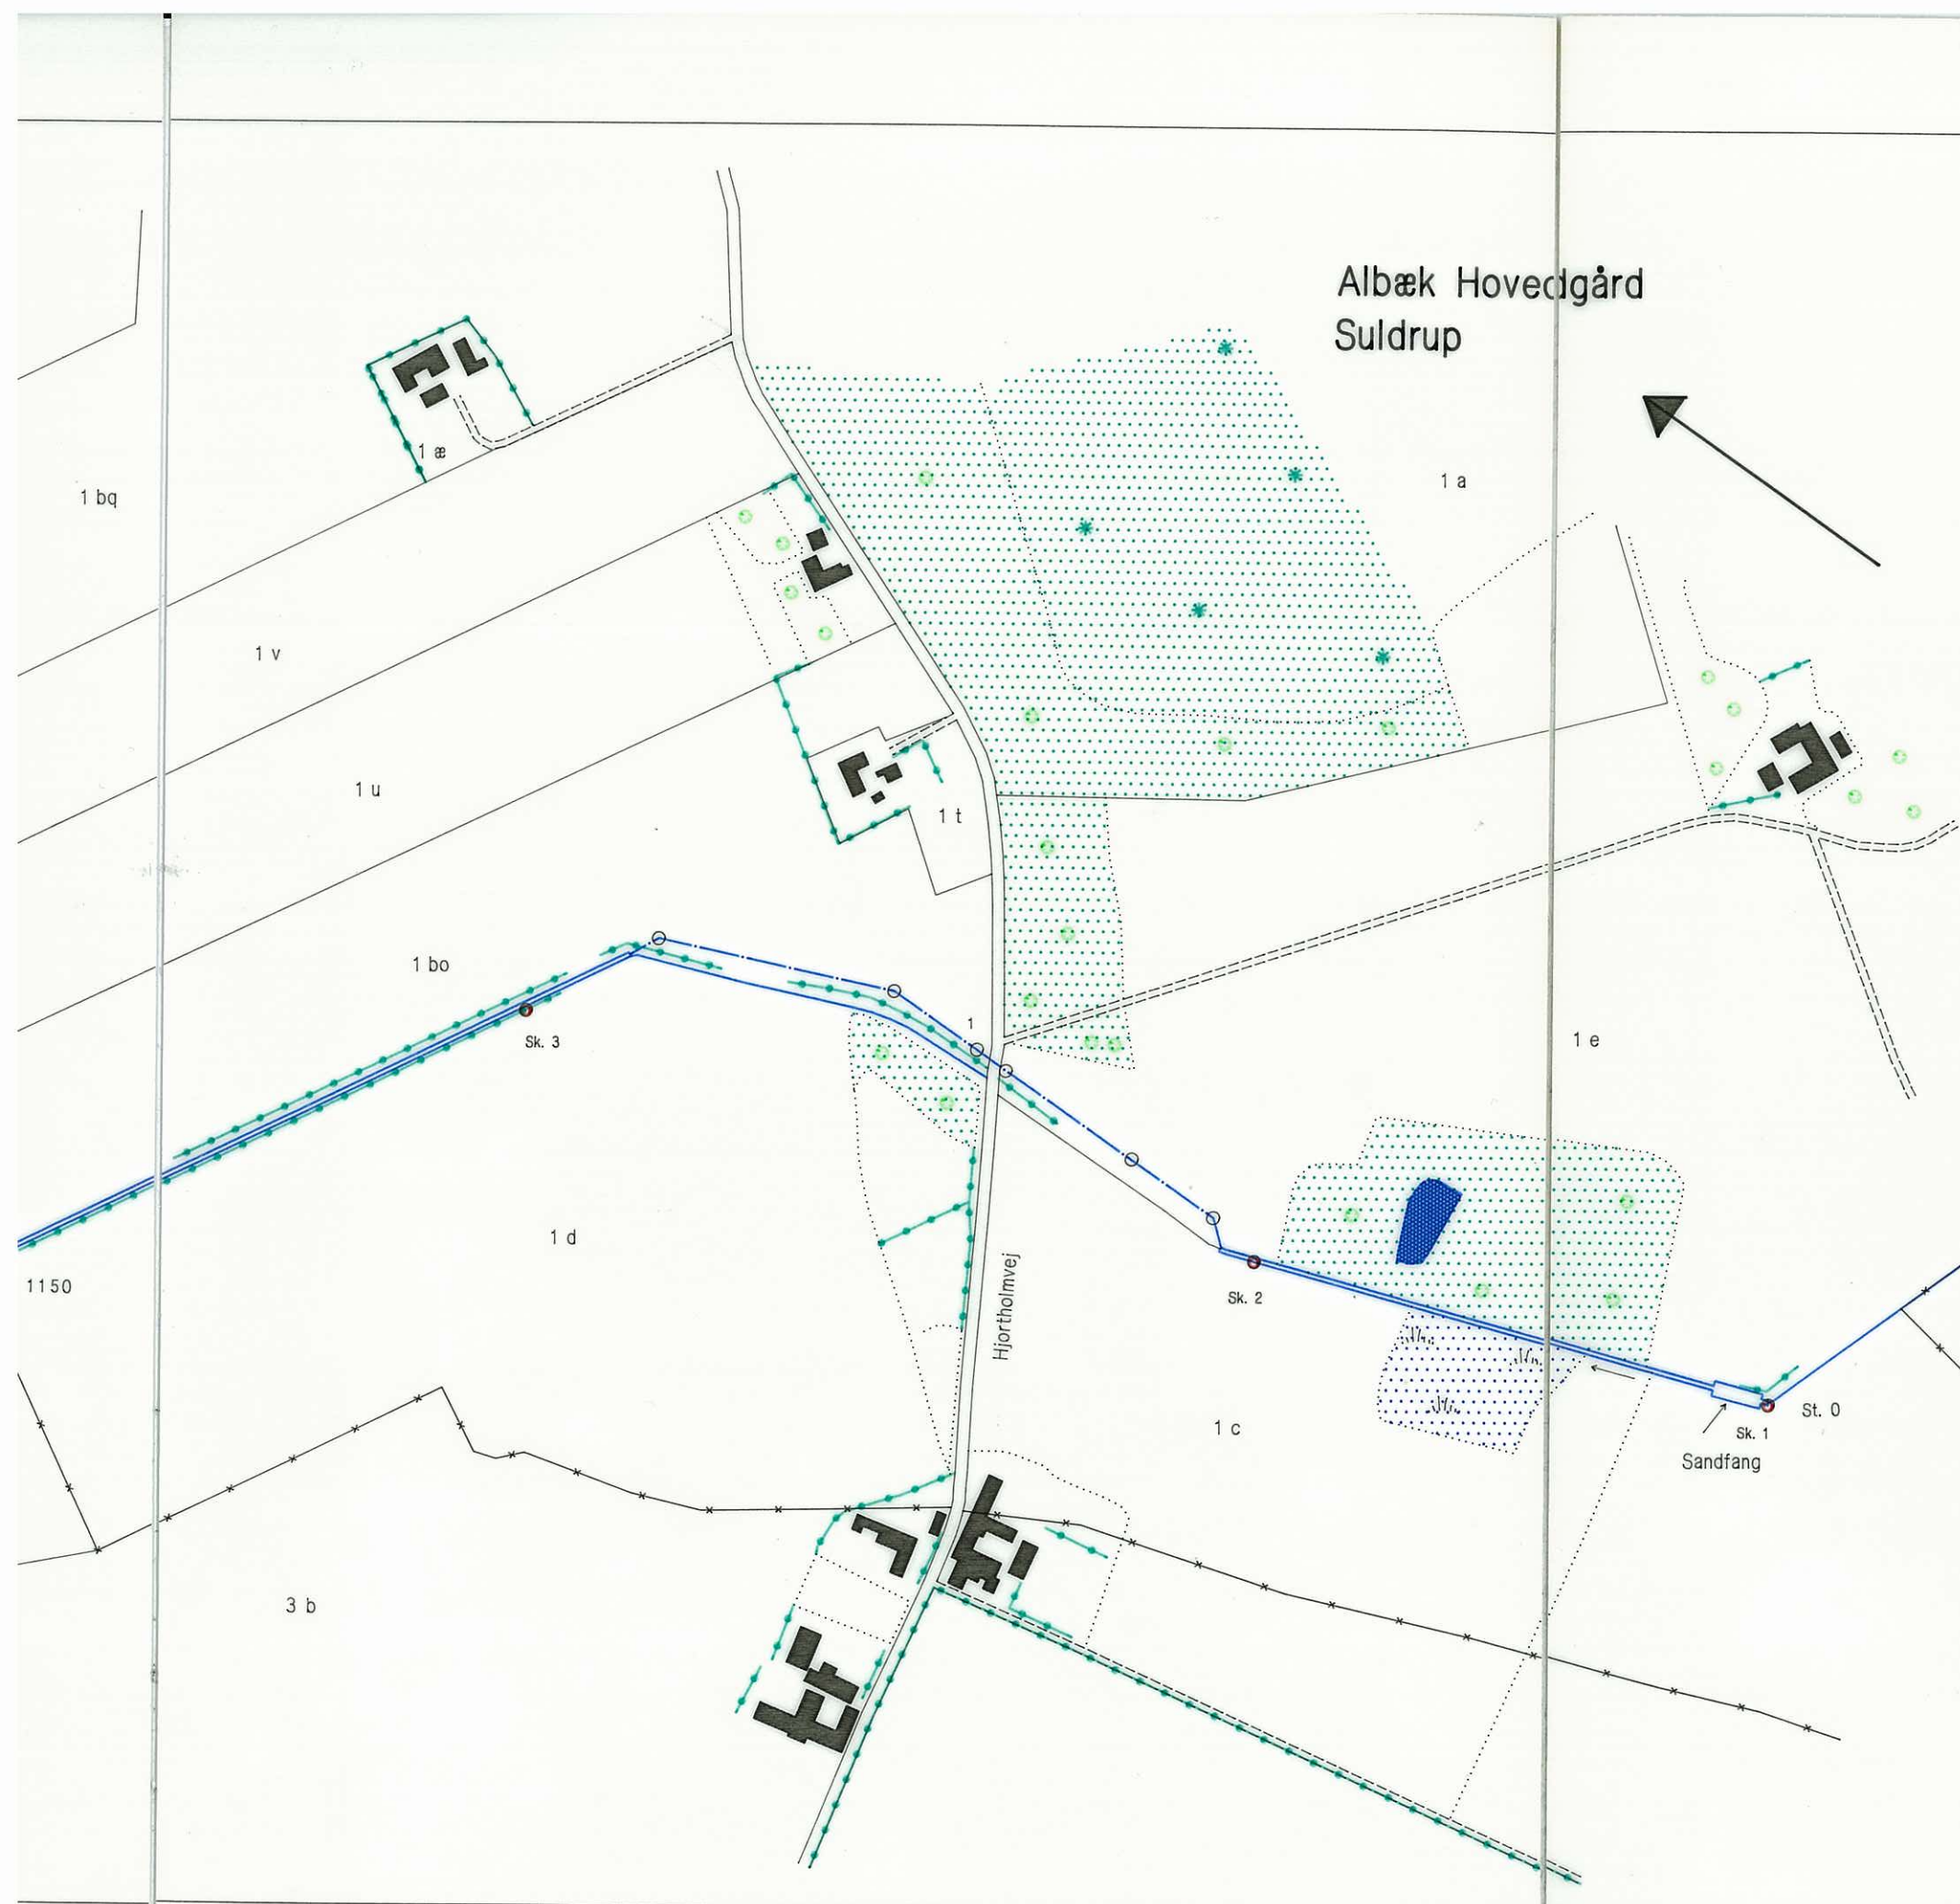 Albæk Hovedgård
Suldrup
1 æ
1 a
1 bq
1 v
1 u
1 t
1 bo
1
Sk. 3
1 e
1 d
1150
Hjortholmvej
Sk. 2
1 c
St. 0
Sk. 1
Sandfang
3 b